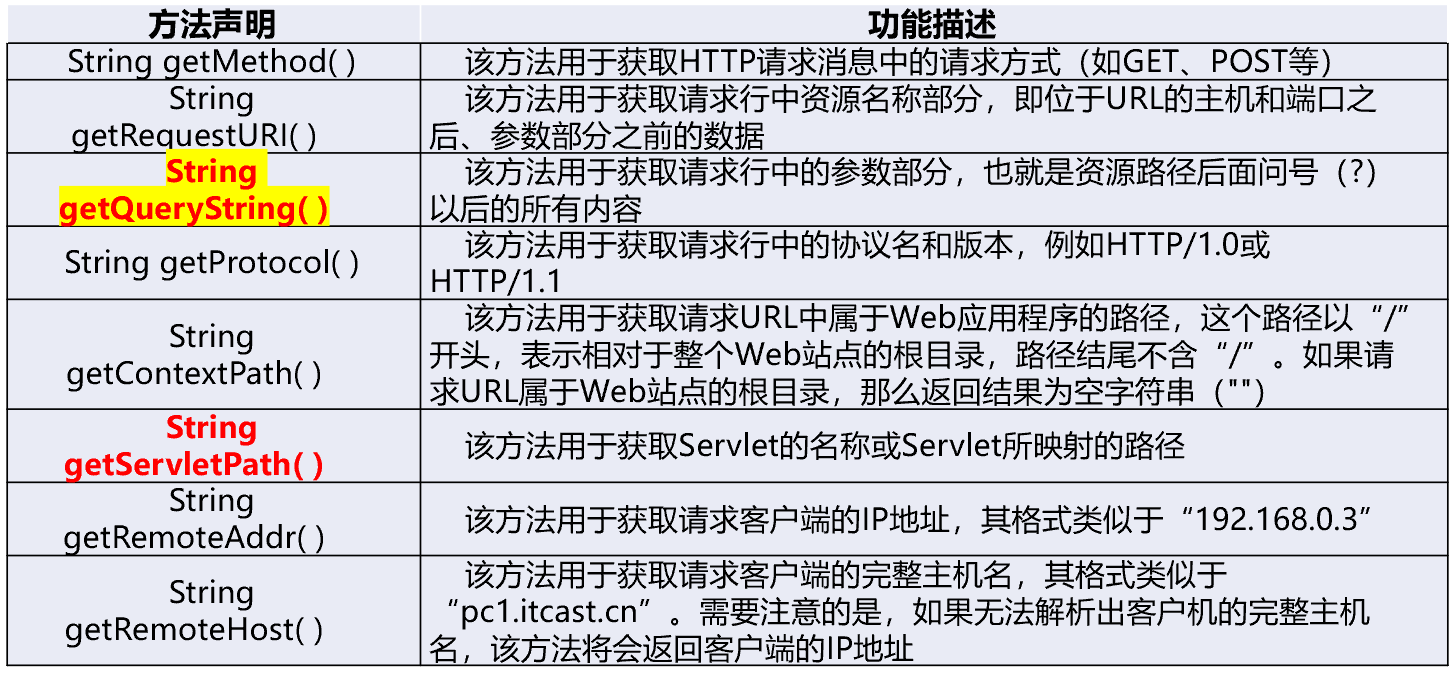 方法声明
功能描述
String getMethod( )
该方法用于获取HTTP请求消息中的请求方式（如GET、POST等）
String
getRequestURI( )
该方法用于获取请求行中资源名称部分，即位于URL的主机和端口之
后、参数部分之前的数据
String
getQueryString( )
该方法用于获取请求行中的参数部分，也就是资源路径后面问号（?）
以后的所有内容
String getProtocol( )
该方法用于获取请求行中的协议名和版本，例如HTTP/1.0或
HTTP/1.1
String
getContextPath( )
该方法用于获取请求URL中属于Web应用程序的路径，这个路径以“/”
开头，表示相对于整个Web站点的根目录，路径结尾不含“/”。如果请
求URL属于Web站点的根目录，那么返回结果为空字符串（""）
String
getServletPath( )
该方法用于获取Servlet的名称或Servlet所映射的路径
String
getRemoteAddr( )
该方法用于获取请求客户端的IP地址，其格式类似于“192.168.0.3”
String
getRemoteHost( )
该方法用于获取请求客户端的完整主机名，其格式类似于
“pc1.itcast.cn”。需要注意的是，如果无法解析出客户机的完整主机
名，该方法将会返回客户端的IP地址